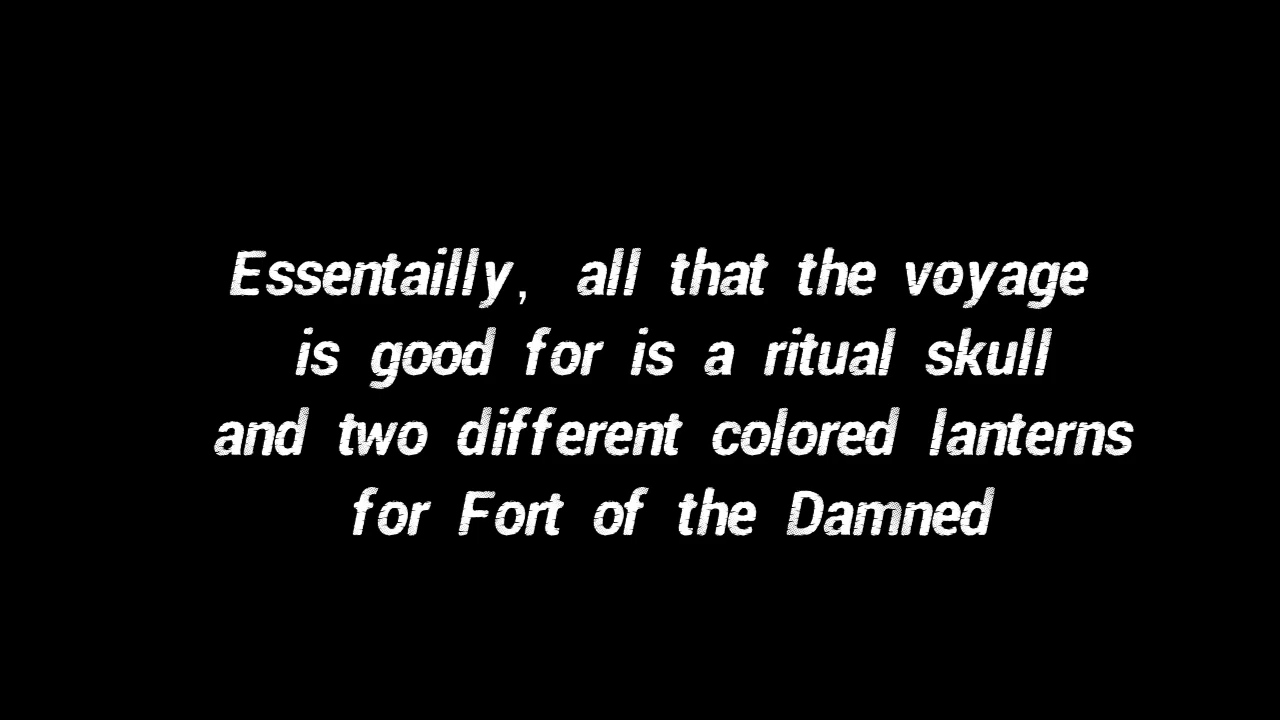 Essentailly, all that the voyage
is good for is a ritual skull
and two different colored lanterns
for Fort of the Damned